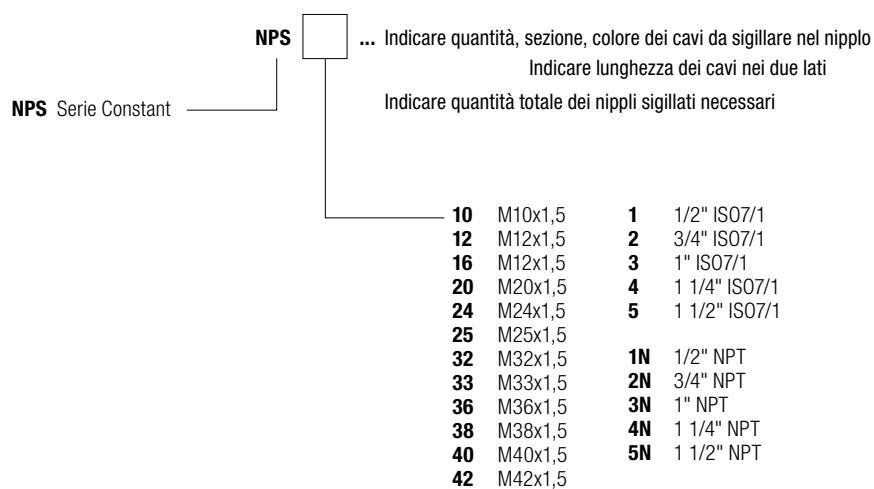 NPS ... Indicare quantità, sezione, colore dei cavi da sigillare nel nipplo
Indicare lunghezza dei cavi nei due lati
NPS Serie Constant
Indicare quantità totale dei nippli sigillati necessari
10 M10x1,5 1 1/2" ISO7/1
12 M12x1,5 2 3/4" ISO7/1
16 M12x1,5 3 1" ISO7/1
20 M20x1,5 4 1 1/4" ISO7/1
24 M24x1,5 5 1 1/2" ISO7/1
25 M25x1,5
32 M32x1,5 1N 1/2" NPT
33 M33x1,5 2N 3/4" NPT
36 M36x1,5 3N 1" NPT
38 M38x1,5 4N 1 1/4" NPT
40 M40x1,5 5N 1 1/2" NPT
42 M42x1,5